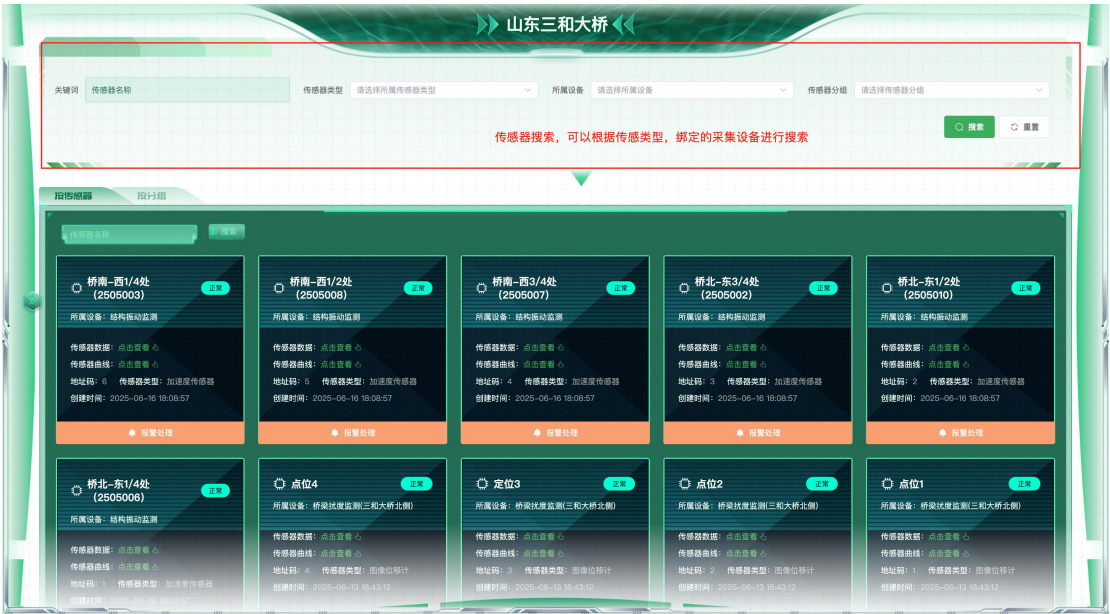 山东三和大桥
关键词 传感器名称 传感器类型 请选择所属传感器类型 所属设备 请选择所属设备 传感器分组 请选择传感器分组
搜索 重置
传感器搜索，可以根据传感类型，绑定的采集设备进行搜索
按传感器 按分组
传感器名称 搜索
桥南-西1/4处 正常 桥南-西1/2处 正常 桥南-西3/4处 正常 桥北-东3/4处 正常 桥北-东1/2处 正常
(2505003) (2505008) (2505007) (2505002) (2505010)
所属设备：结构振动监测 所属设备：结构振动监测 所属设备：结构振动监测 所属设备：结构振动监测 所属设备：结构振动监测
传感器数据：点击查看 传感器数据：点击查看 传感器数据：点击查看 传感器数据：点击查看 传感器数据：点击查看
传感器曲线：点击查看 传感器曲线：点击查看 传感器曲线：点击查看 传感器曲线：点击查看 传感器曲线：点击查看
地址码：6 传感器类型：加速度传感器 地址码：5 传感器类型：加速度传感器 地址码：4 传感器类型：加速度传感器 地址码：3 传感器类型：加速度传感器 地址码：2 传感器类型：加速度传感器
创建时间：2025-06-16 18:08:57 创建时间：2025-06-16 18:08:57 创建时间：2025-06-16 18:08:57 创建时间：2025-06-16 18:08:57 创建时间：2025-06-16 18:08:57
报警处理 报警处理 报警处理 报警处理 报警处理
桥北-东1/4处 正常 点位4 正常 定位3 正常 点位2 正常 点位1 正常
(2505006)
所属设备：结构振动监测 所属设备：桥梁扰度监测(三和大桥北侧) 所属设备：桥梁扰度监测(三和大桥北侧) 所属设备：桥梁扰度监测(三和大桥北侧) 所属设备：桥梁扰度监测(三和大桥北侧)
传感器数据：点击查看 传感器数据：点击查看 传感器数据：点击查看 传感器数据：点击查看 传感器数据：点击查看
传感器曲线：点击查看 传感器曲线：点击查看 传感器曲线：点击查看 传感器曲线：点击查看 传感器曲线：点击查看
地址码：1 传感器类型：加速度传感器 地址码：4 传感器类型：图像位移计 地址码：3 传感器类型：图像位移计 地址码：2 传感器类型：图像位移计 地址码：1 传感器类型：图像位移计
创建时间：2025-06-16 创建时间：2025-06-13 16:43:12 创建时间：2025-06-13 16:43:12 创建时间：2025-06-13 16:43:12 创建时间：2025-06-13 16:43:12